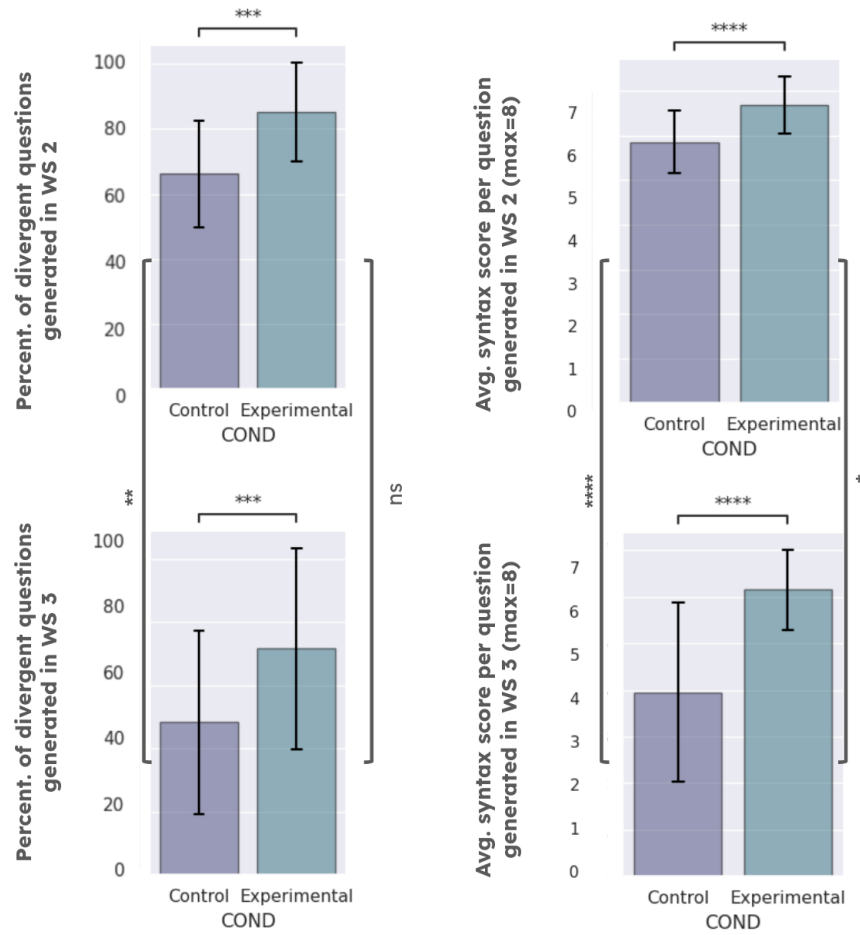 ***
Percent. of divergent questions
generated in WS 2
100
80
60
40
20
0
Control Experimental
COND
****
Avg. syntax score per question
generated in WS 2 (max=8)
7
6
5
4
3
2
1
0
Control Experimental
COND
**
ns
****
*
***
Percent. of divergent questions
generated in WS 3
100
80
60
40
20
0
Control Experimental
COND
****
Avg. syntax score per question
generated in WS 3 (max=8)
7
6
5
4
3
2
1
0
Control Experimental
COND